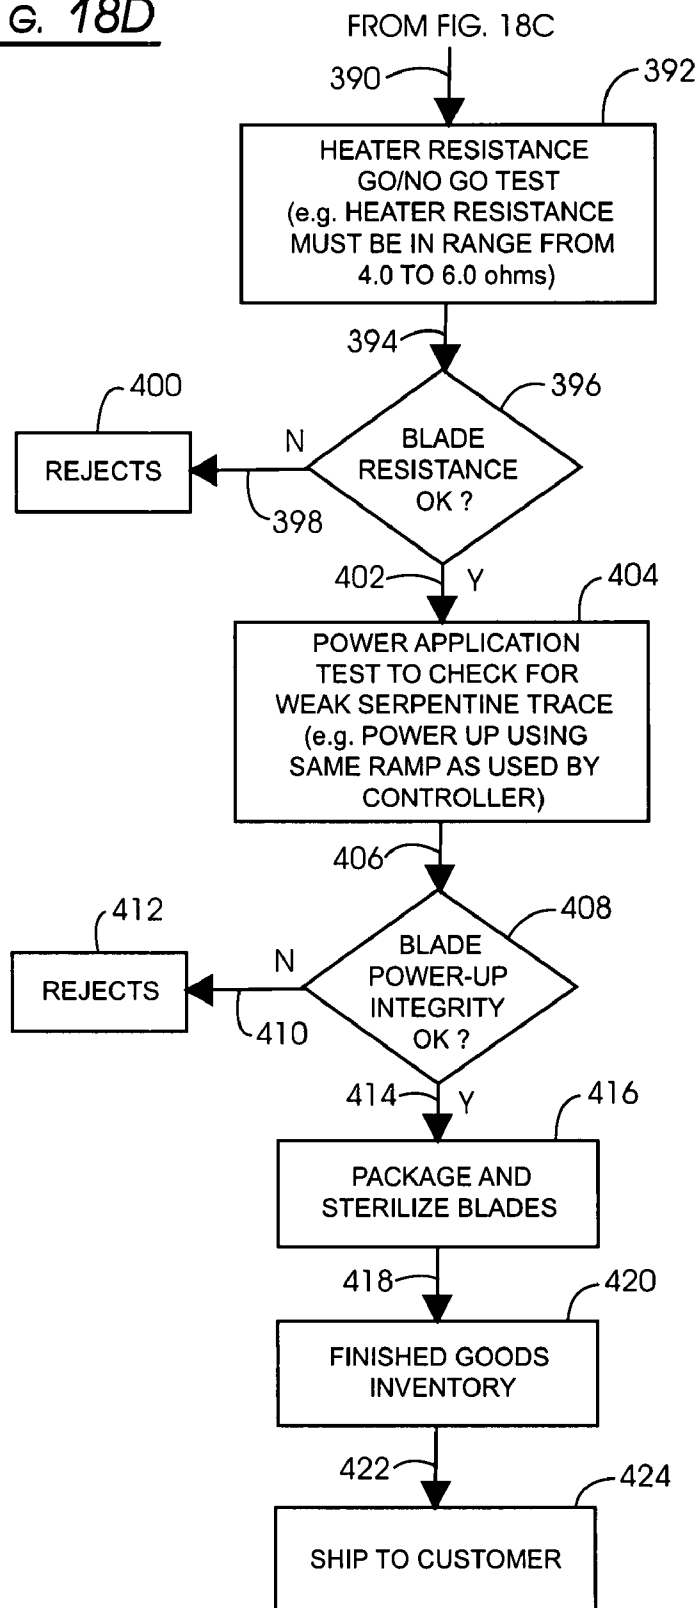 G. 18D
FROM FIG. 18C
390
392
HEATER RESISTANCE
GO/NO GO TEST
(e.g. HEATER RESISTANCE
MUST BE IN RANGE FROM
4.0 TO 6.0 ohms)
394
396
400
BLADE
RESISTANCE
OK ?
N
REJECTS
398
402
Y
404
POWER APPLICATION
TEST TO CHECK FOR
WEAK SERPENTINE TRACE
(e.g. POWER UP USING
SAME RAMP AS USED BY
CONTROLLER)
406
408
412
BLADE
POWER-UP
INTEGRITY
OK ?
N
REJECTS
410
414
Y
416
PACKAGE AND
STERILIZE BLADES
418
420
FINISHED GOODS
INVENTORY
422
424
SHIP TO CUSTOMER